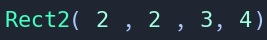 Rect2( 2 , 2 , 3, 4)